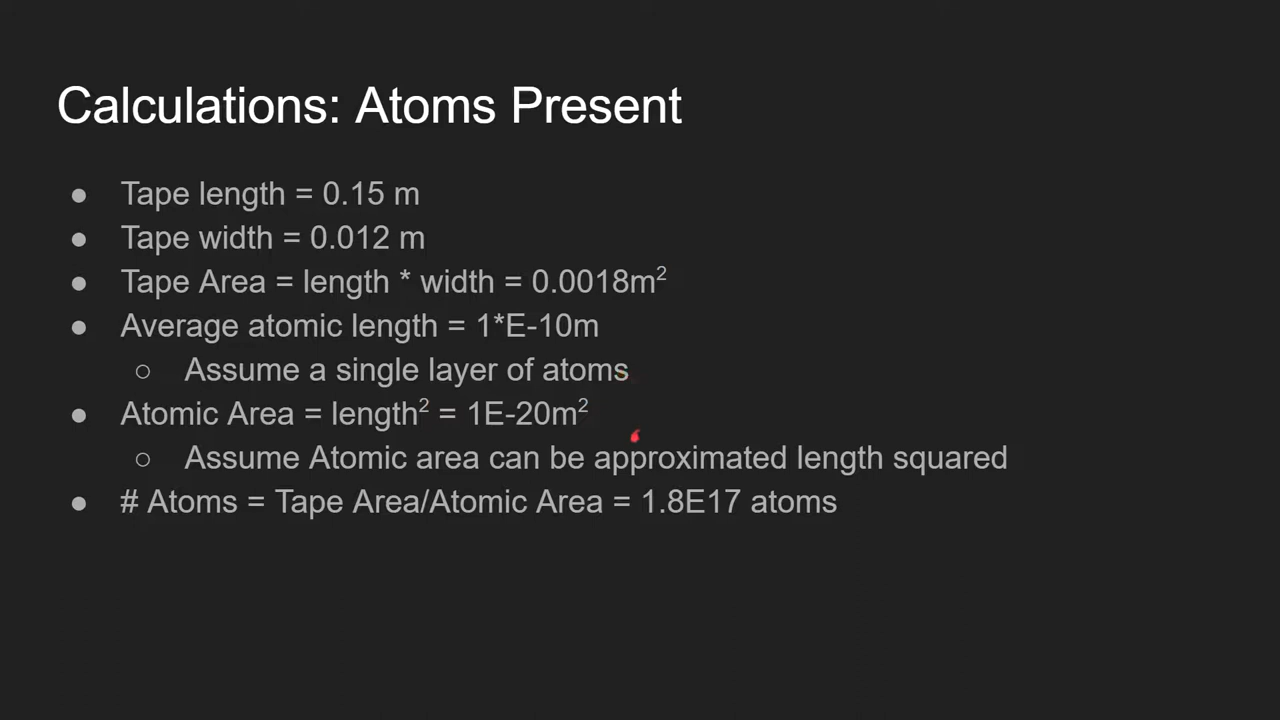 Calculations: Atoms Present
● Tape length = 0.15 m
● Tape width = 0.012 m
● Tape Area = length * width = 0.0018m²
● Average atomic length = 1*E-10m
○ Assume a single layer of atoms
● Atomic Area = length² = 1E-20m²
○ Assume Atomic area can be approximated length squared
● # Atoms = Tape Area/Atomic Area = 1.8E17 atoms